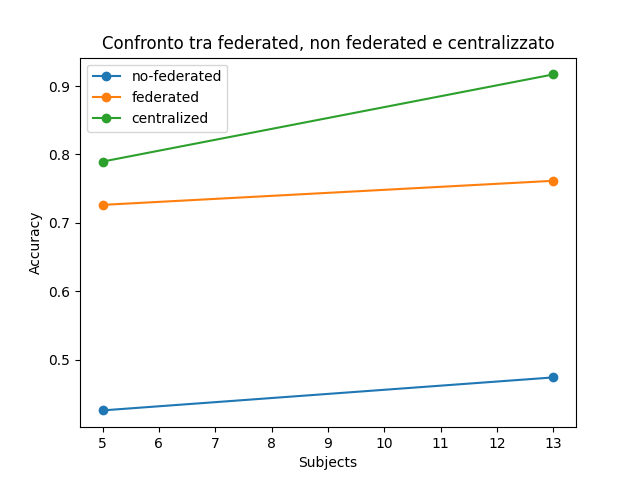 Confronto tra federated, non federated e centralizzato
no-federated
federated
centralized
Accuracy
0.9
0.8
0.7
0.6
0.5
5 6 7 8 9 10 11 12 13
Subjects